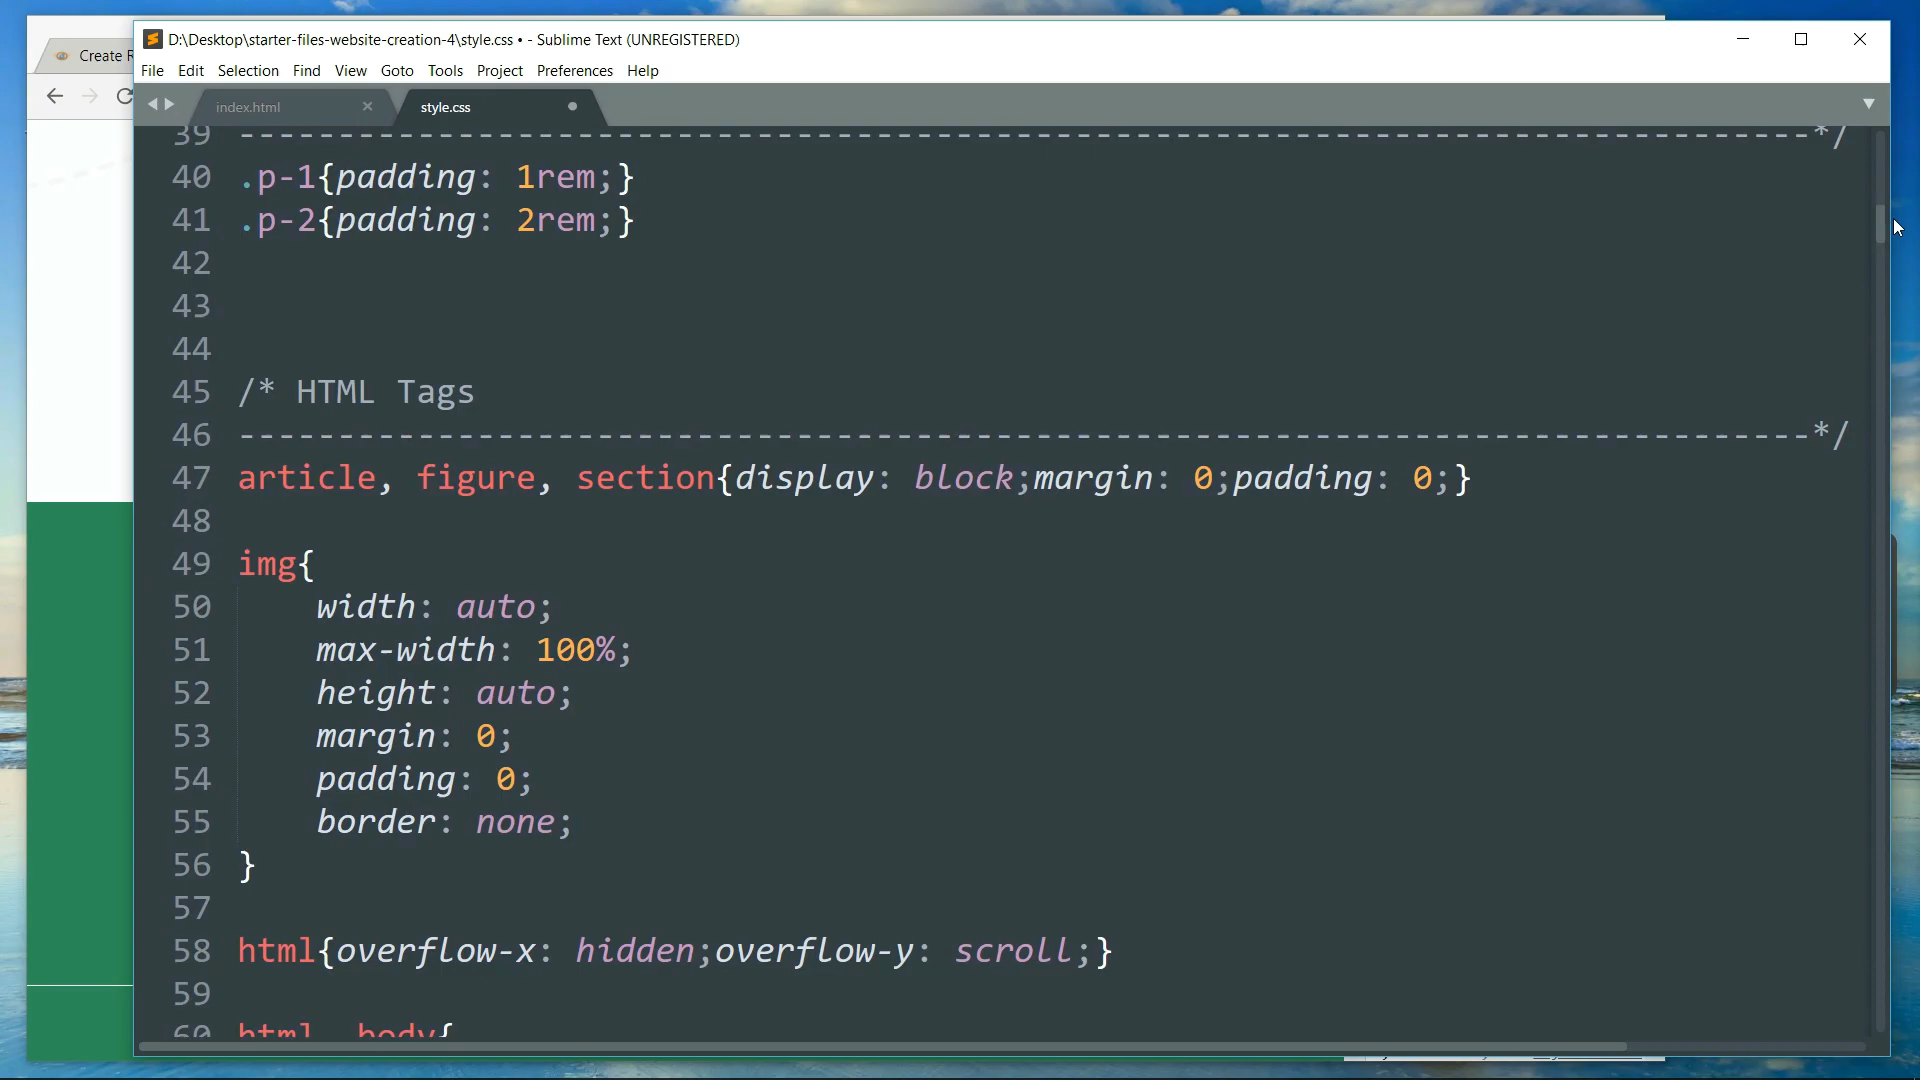 D:\Desktop\starter-files-website-creation-4\style.css • - Sublime Text (UNREGISTERED)
Create R
File Edit Selection Find View Goto Tools Project Preferences Help
index.html style.css
39 --------------------------------------------------------------------------------*/
40 .p-1{padding: 1rem;}
41 .p-2{padding: 2rem;}
42
43
44
45 /* HTML Tags
46 --------------------------------------------------------------------------------*/
47 article, figure, section{display: block;margin: 0;padding: 0;}
48
49 img{
50 width: auto;
51 max-width: 100%;
52 height: auto;
53 margin: 0;
54 padding: 0;
55 border: none;
56 }
57
58 html{overflow-x: hidden;overflow-y: scroll;}
59
60 html, body{